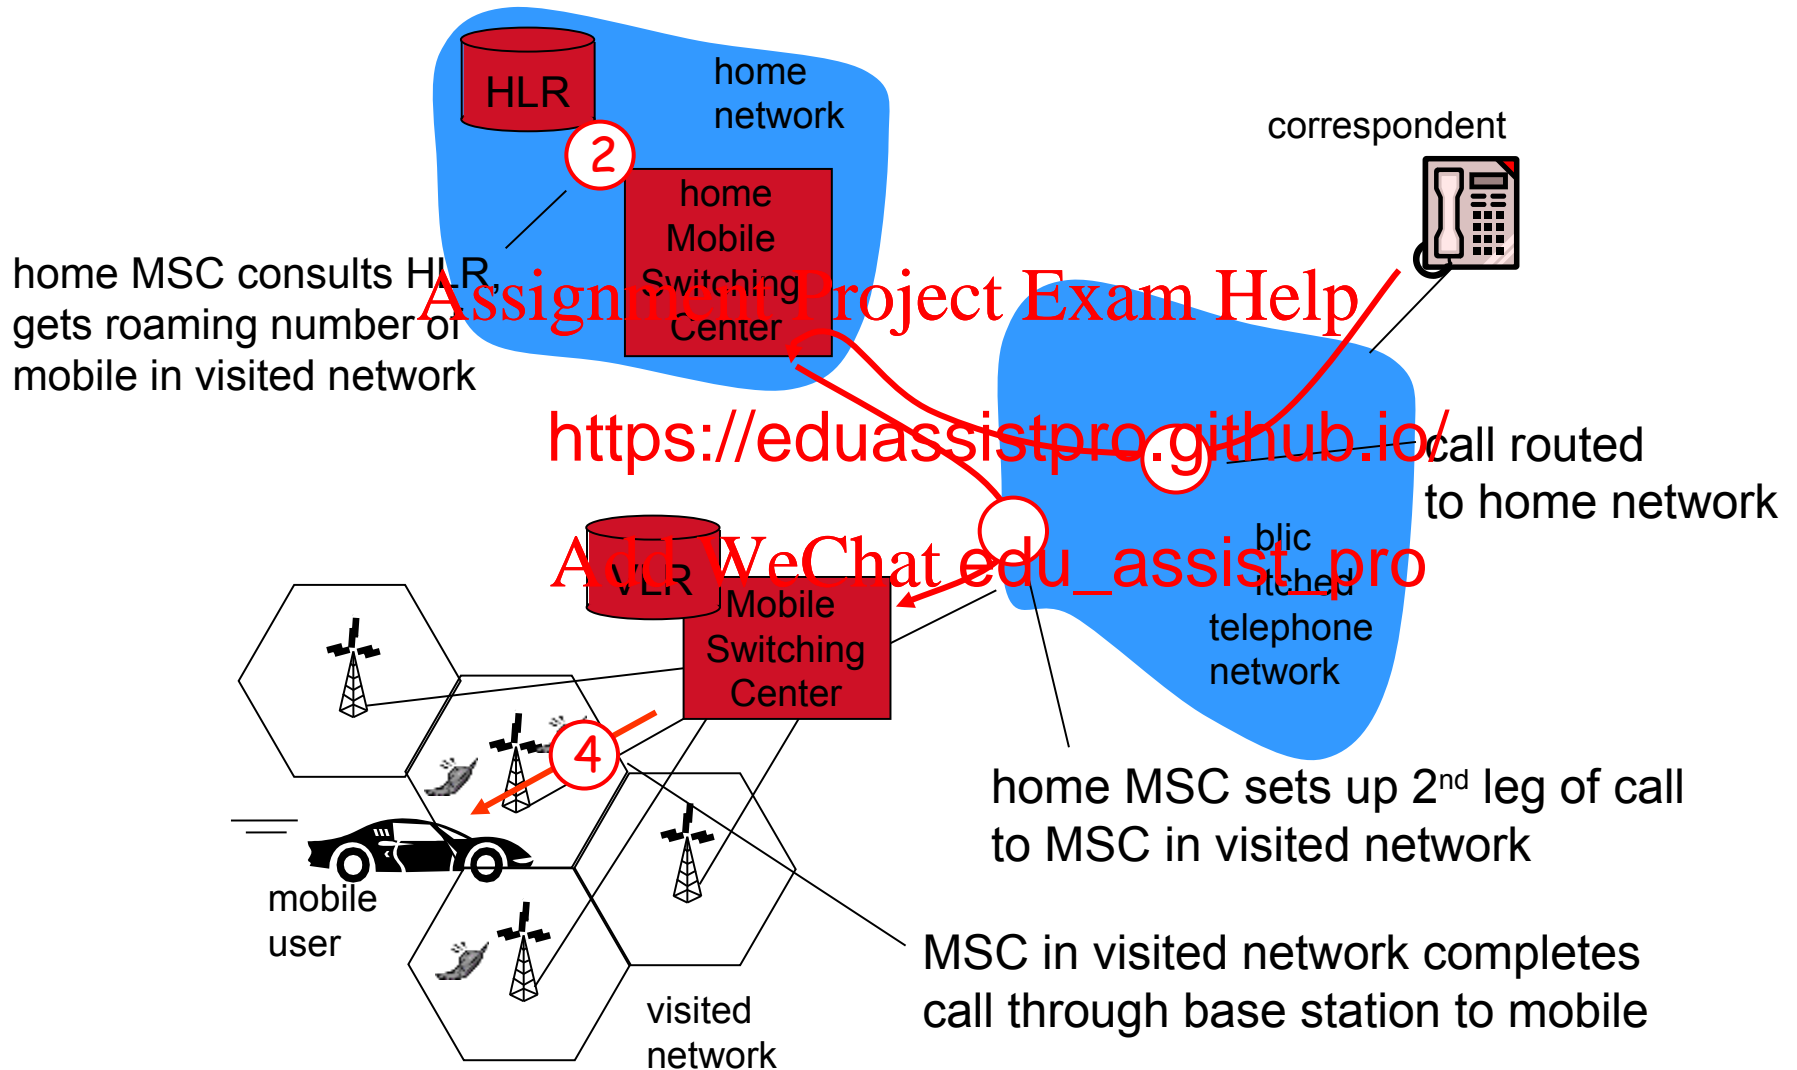 HLR
home
network
correspondent
2
home
Mobile
Switching
Center
home MSC consults HLR,
gets roaming number of
mobile in visited network
Assignment Project Exam Help
https://eduassistpro.github.io/
call routed
to home network
Add WeChat edu_assist_pro
blic
itched
telephone
network
VLR
Mobile
Switching
Center
4
home MSC sets up 2nd leg of call
to MSC in visited network
mobile
user
MSC in visited network completes
call through base station to mobile
visited
network